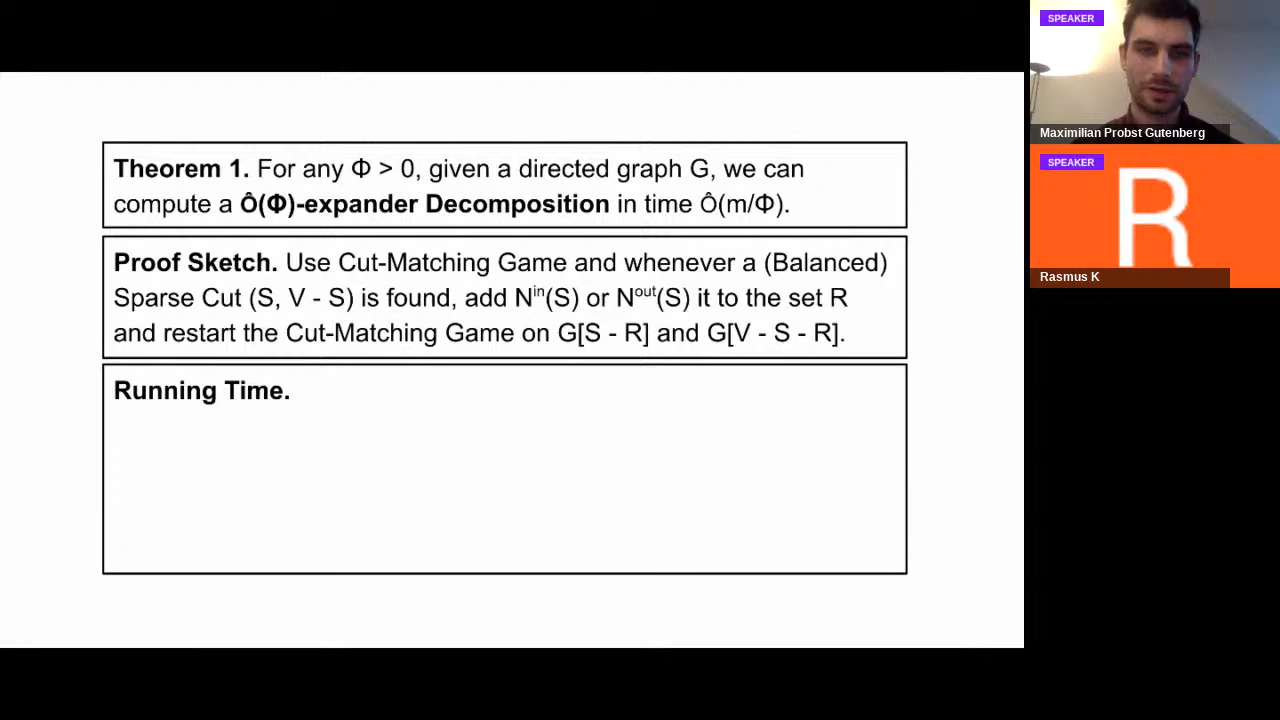 Theorem 1. For any Φ > 0, given a directed graph G, we can
compute a Ô(Φ)-expander Decomposition in time Ô(m/Φ).
Proof Sketch. Use Cut-Matching Game and whenever a (Balanced)
Sparse Cut (S, V - S) is found, add Nⁱⁿ(S) or Nᵒᵘᵗ(S) it to the set R
and restart the Cut-Matching Game on G[S - R] and G[V - S - R].
Running Time.
SPEAKER
Maximilian Probst Gutenberg
SPEAKER
R
Rasmus K